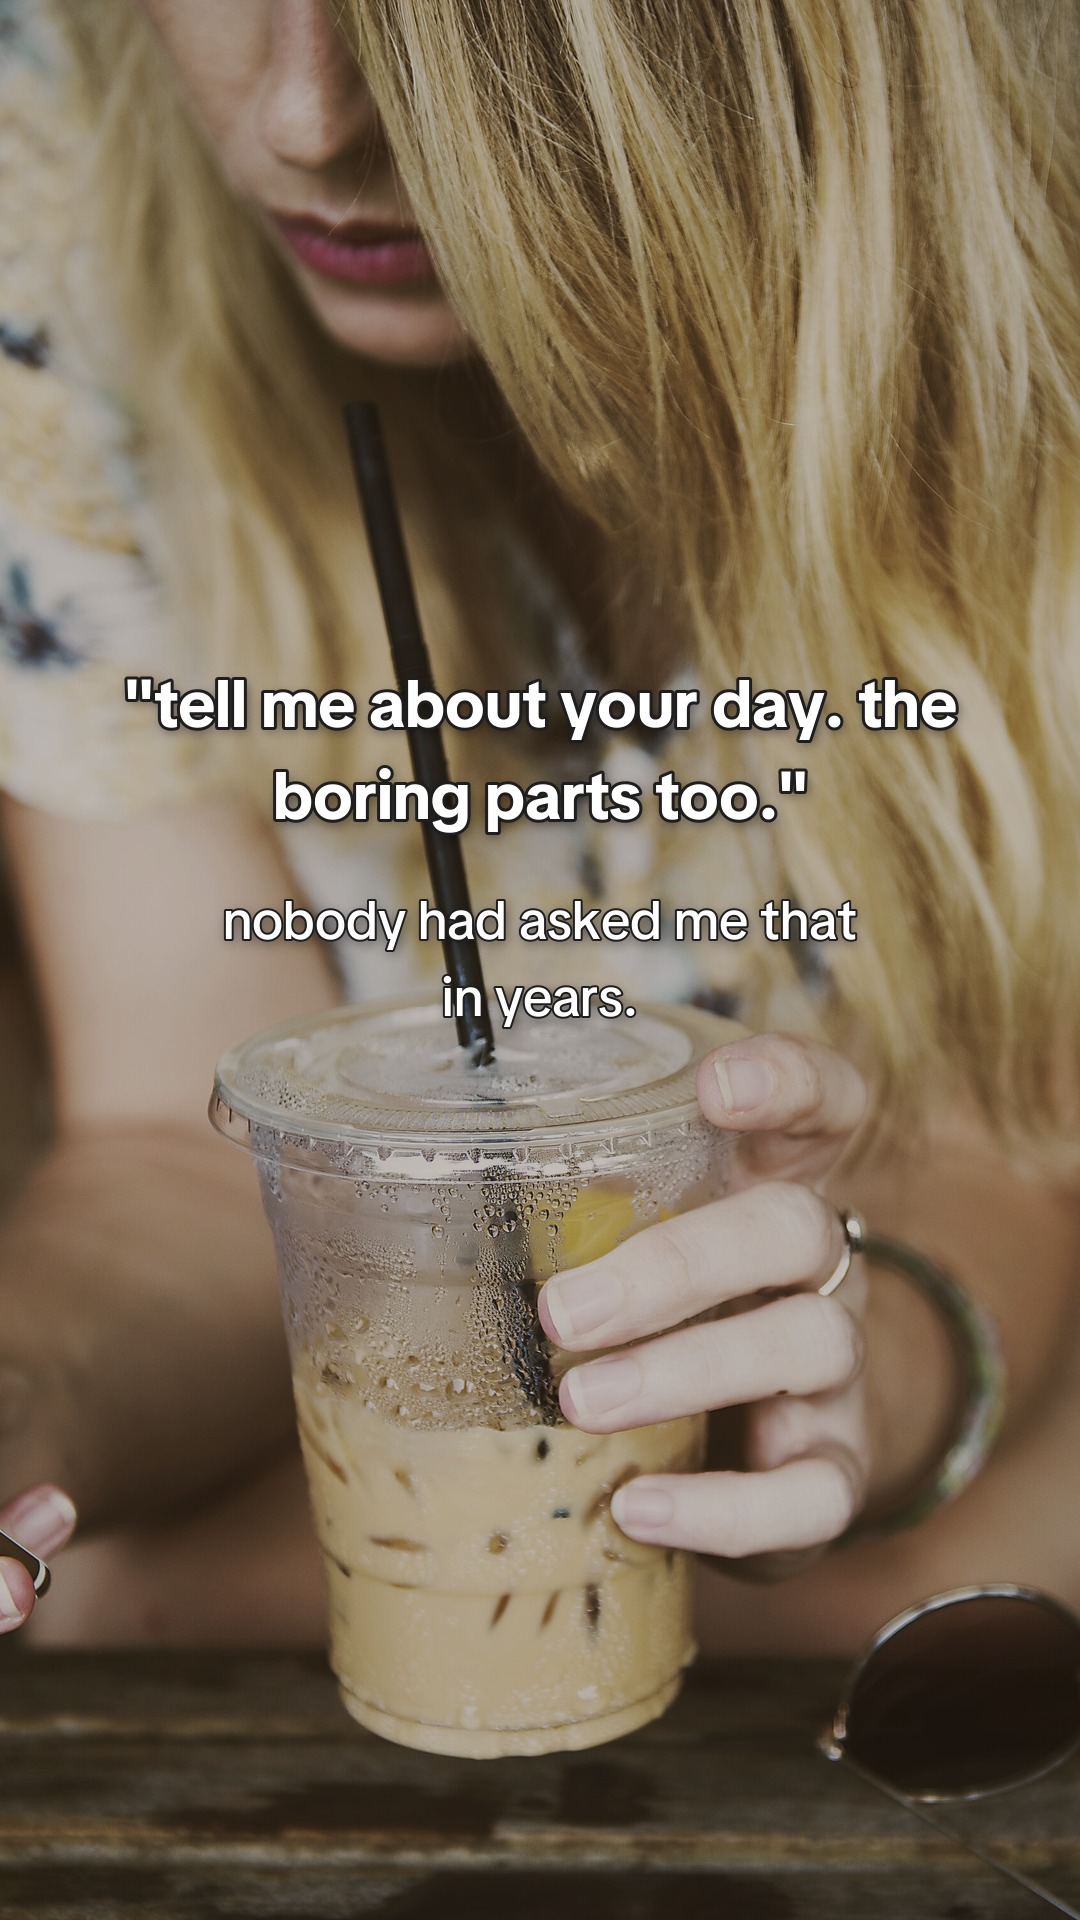 "tell me about your day. the
boring parts too."
nobody had asked me that
in years.